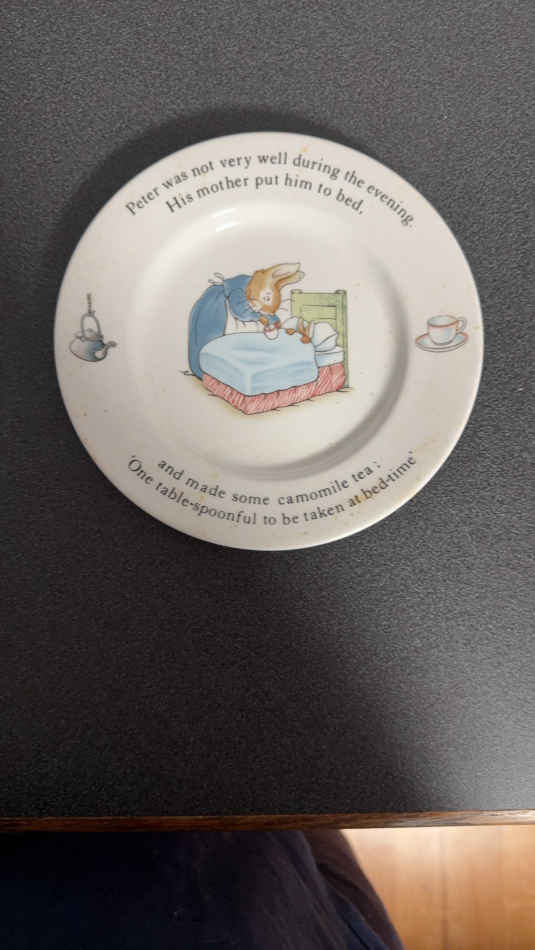 Peter was not very well during the evening.
His mother put him to bed,
and made some camomile tea :
'One table-spoonful to be taken at bed-time'